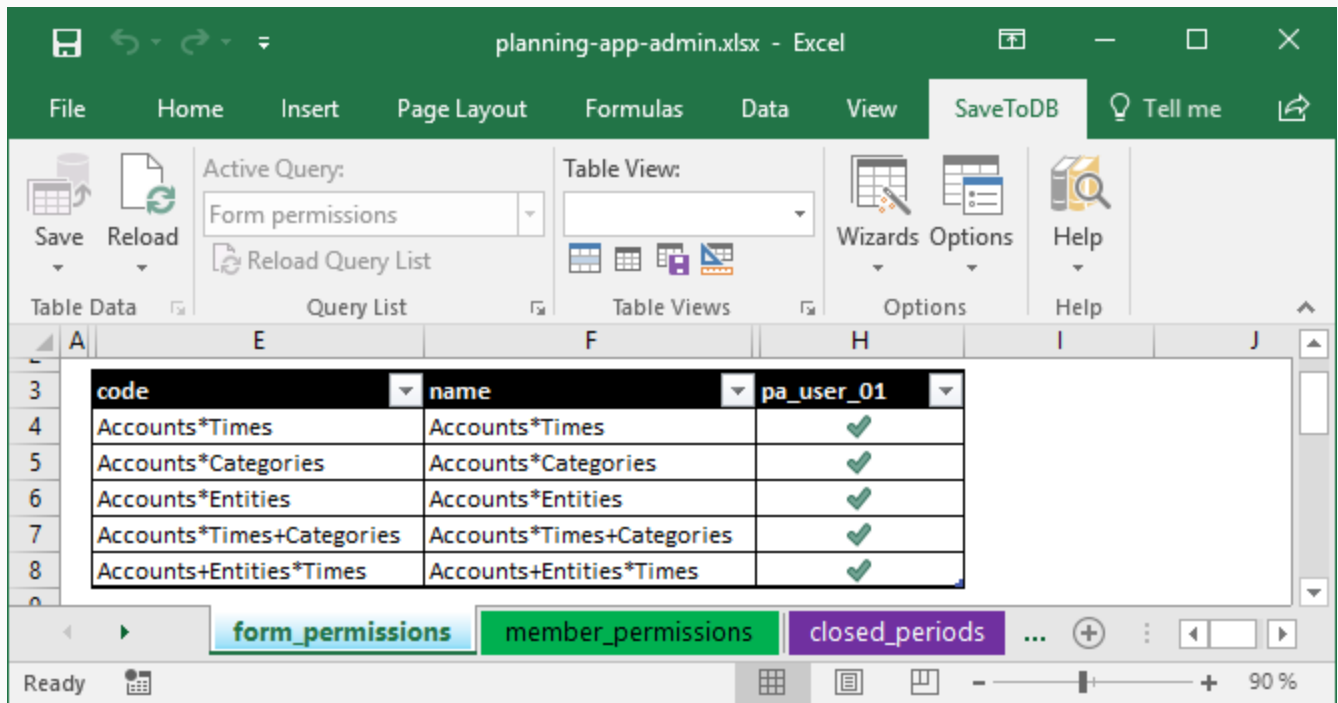 planning-app-admin.xlsx - Excel
File Home Insert Page Layout Formulas Data View SaveToDB Tell me
Active Query: Table View:
Form permissions
Save Reload Wizards Options Help
Reload Query List
Table Data Query List Table Views Options Help
A E F H I J
3 code name pa_user_01
4 Accounts*Times Accounts*Times
5 Accounts*Categories Accounts*Categories
6 Accounts*Entities Accounts*Entities
7 Accounts*Times+Categories Accounts*Times+Categories
8 Accounts+Entities*Times Accounts+Entities*Times
form_permissions member_permissions closed_periods ...
Ready 90 %